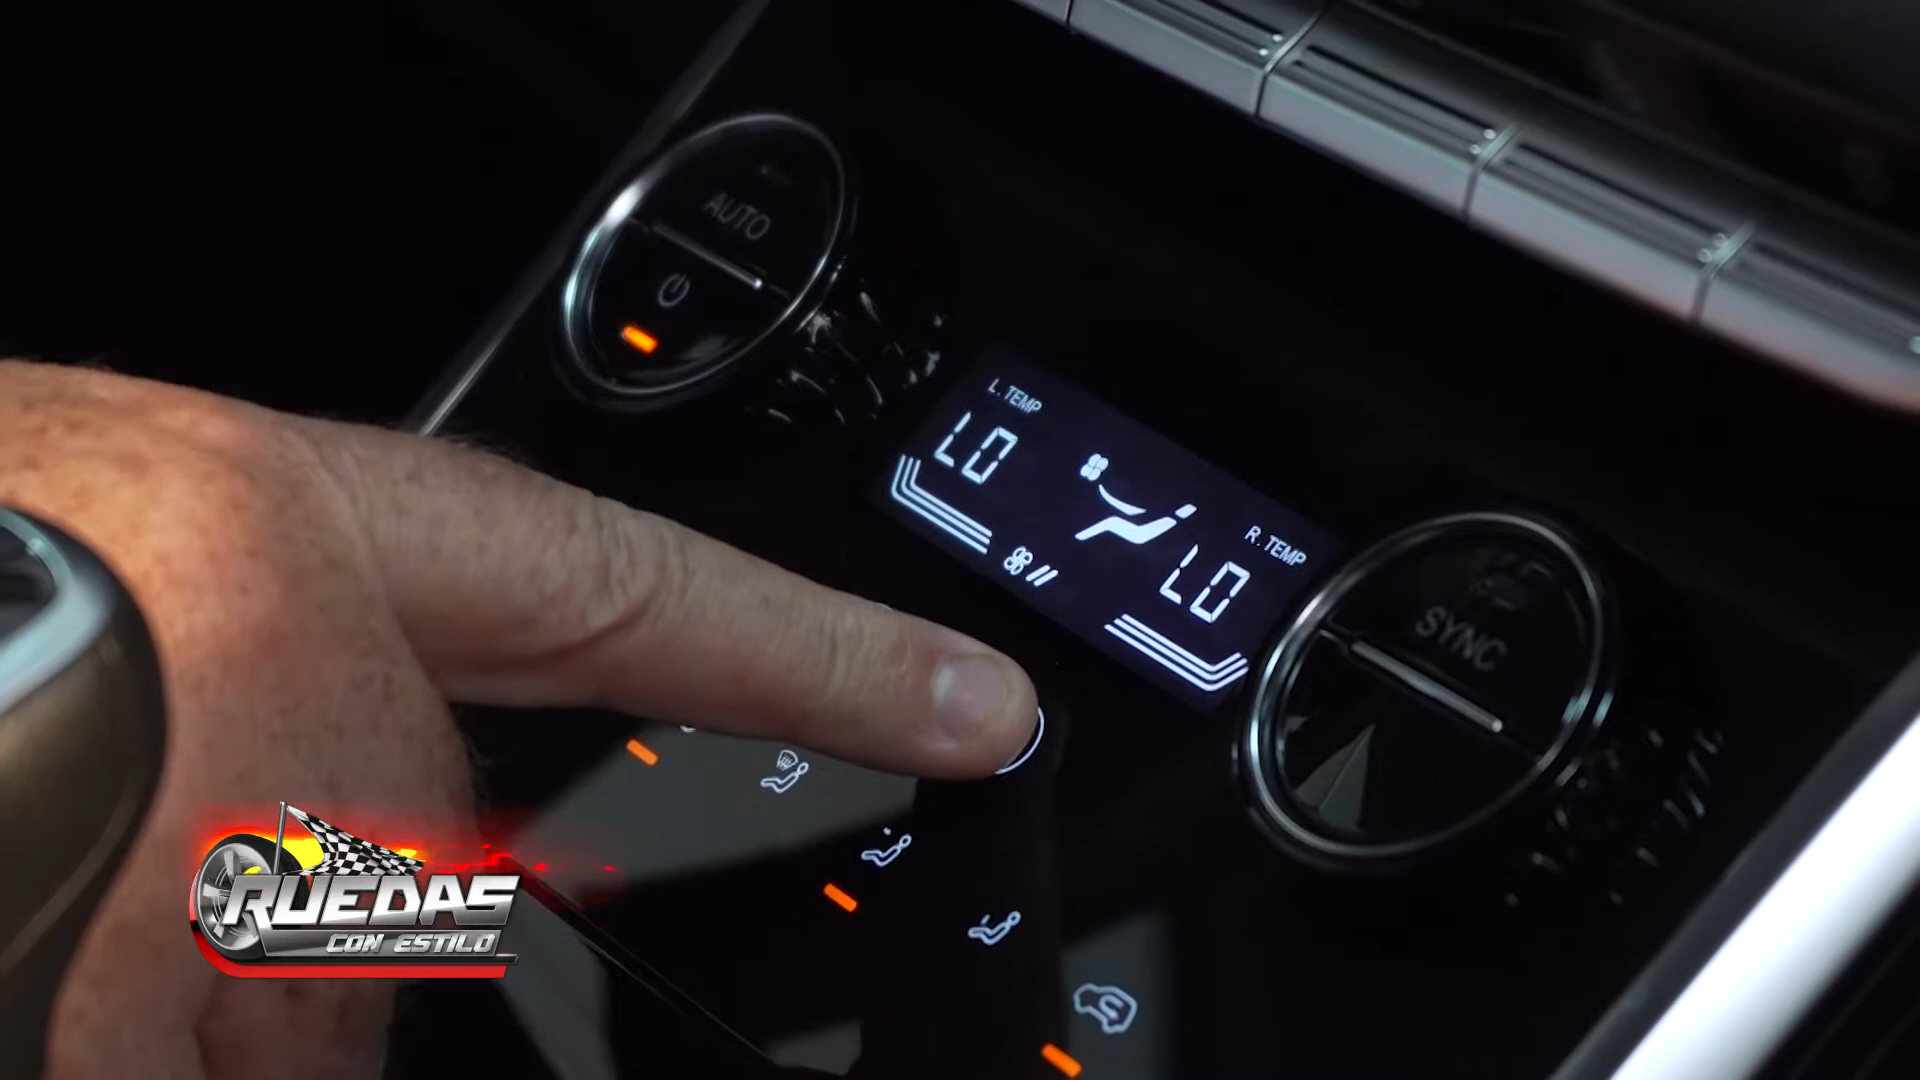 AUTO
L. TEMP
LO
R. TEMP
LO
SYNC
RUEDAS
CON ESTILO